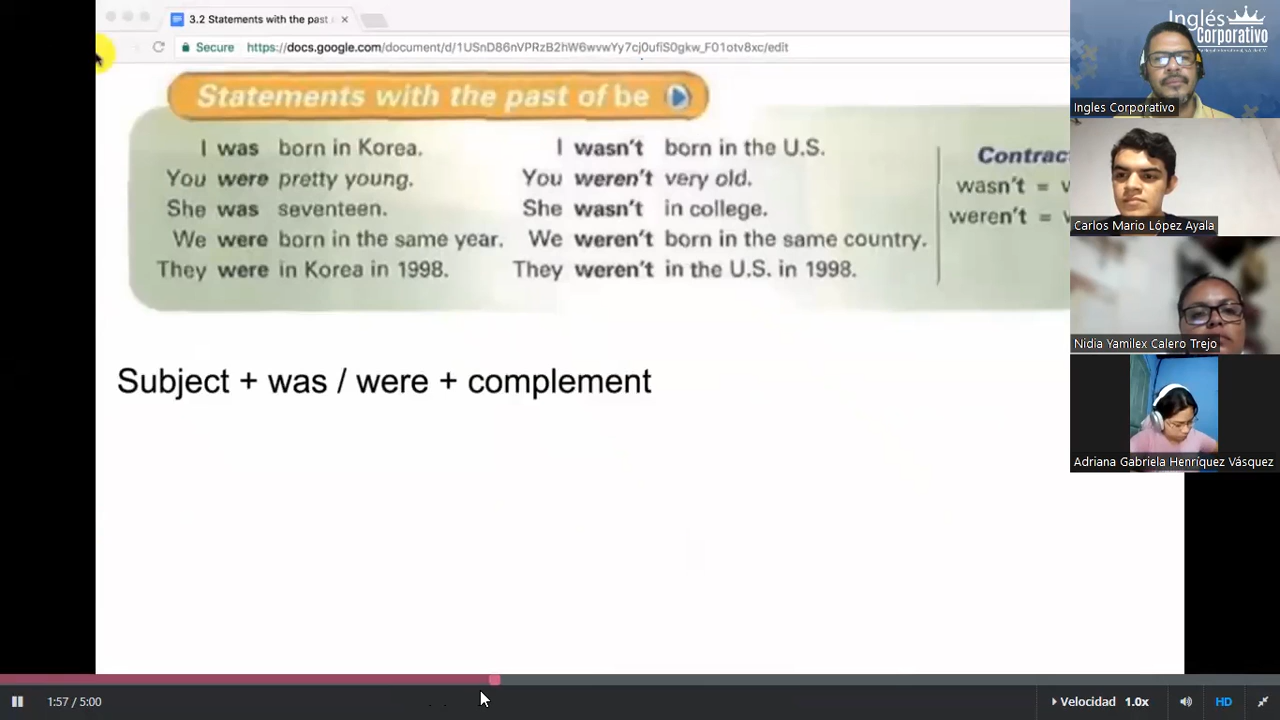 3.2 Statements with the past
Secure https://docs.google.com/document/d/1USnD86nVPRzB2hW6wvwYy7cj0ufiS0gkw_F01otv8xc/edit
Statements with the past of be
I was born in Korea. I wasn't born in the U.S.
You were pretty young. You weren't very old.
She was seventeen. She wasn't in college.
We were born in the same year. We weren't born in the same country.
They were in Korea in 1998. They weren't in the U.S. in 1998.
Contrac
wasn't =
weren't =
Subject + was / were + complement
Inglés
Corporativo
Ingles Corporativo
Carlos Mario López Ayala
Nidia Yamilex Calero Trejo
Adriana Gabriela Henríquez Vásquez
1:57 / 5:00
Velocidad 1.0x
HD